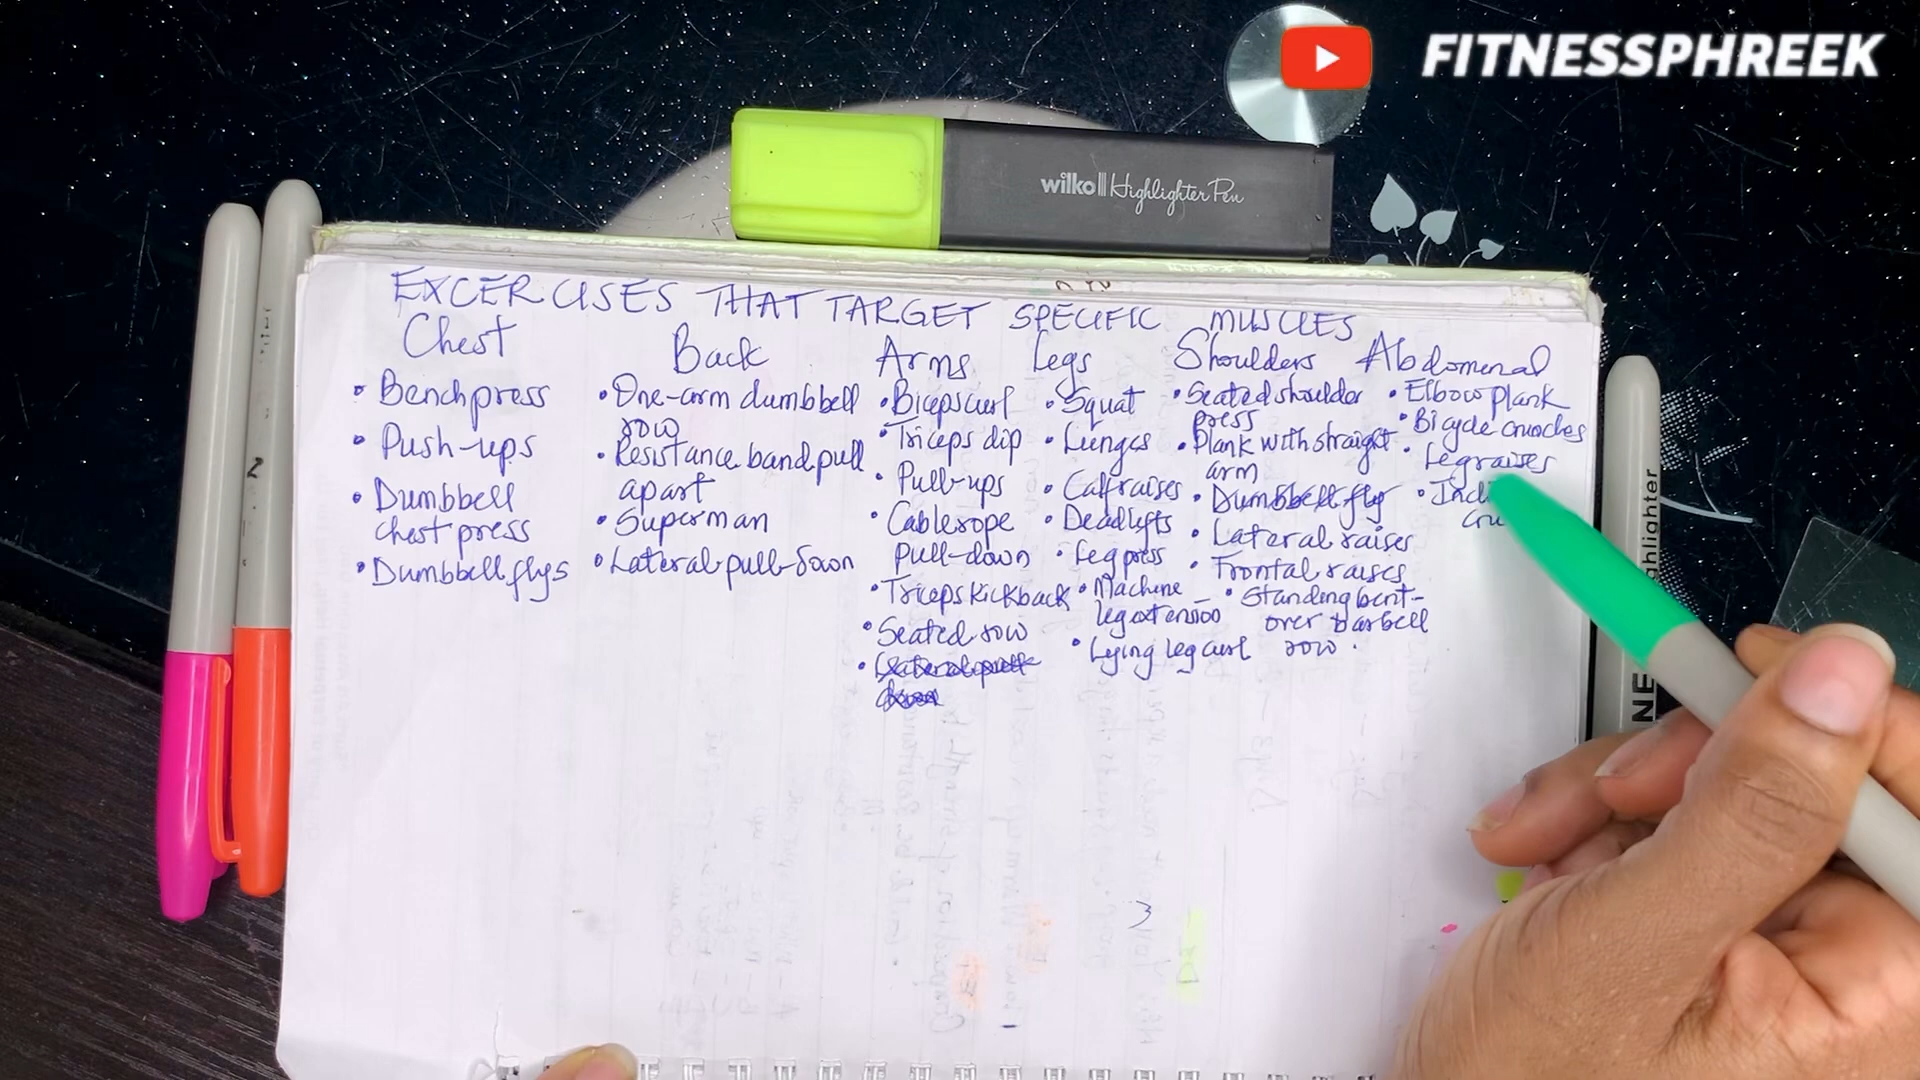 FITNESSPHREEK
wilko Highlighter Pen
EXCERCISES THAT TARGET SPECIFIC MUSCLES
Chest
• Benchpress
• Push-ups
• Dumbbell
chest press
• Dumbbell flys
Back
• One-arm dumbbell
row
• Resistance band pull
apart
• Superman
• Lateral pull-down
Arms
• Bicepscurl
• Triceps dip
• Pull-ups
• Cablerope
pull-down
• Triceps kickback
• Seated row
Legs
• Squat
• Lunges
• Calfraises
• Deadlifts
• Leg press
• Machine
leg extension
• Lying leg curl
Shoulders
• Seated shoulder
press
• Plank with straight
arm
• Dumbbell fly
• Lateral raises
• Frontal raises
• Standing bent-
over barbell
row.
Abdomenal
• Elbow plank
• Bicycle crunches
• Leg raises
ghlighter
NE